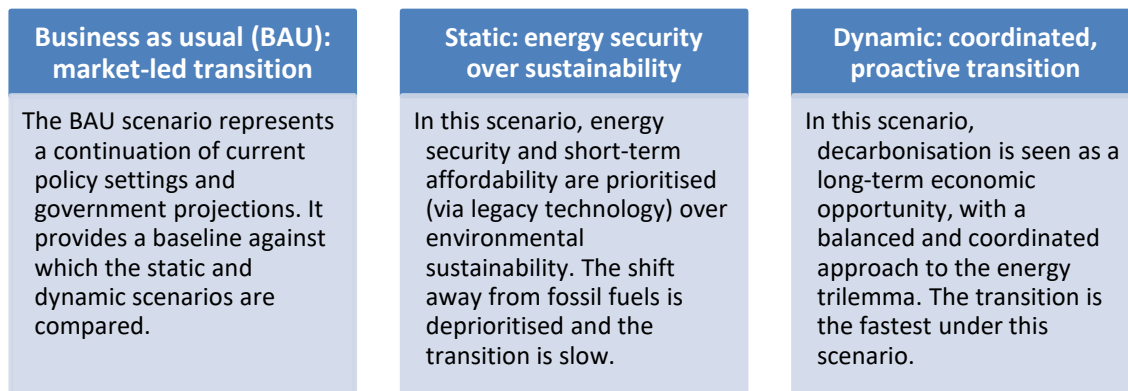 Business as usual (BAU):
market-led transition
The BAU scenario represents
a continuation of current
policy settings and
government projections. It
provides a baseline against
which the static and
dynamic scenarios are
compared.
Static: energy security
over sustainability
In this scenario, energy
security and short-term
affordability are prioritised
(via legacy technology) over
environmental
sustainability. The shift
away from fossil fuels is
deprioritised and the
transition is slow.
Dynamic: coordinated,
proactive transition
In this scenario,
decarbonisation is seen as a
long-term economic
opportunity, with a
balanced and coordinated
approach to the energy
trilemma. The transition is
the fastest under this
scenario.